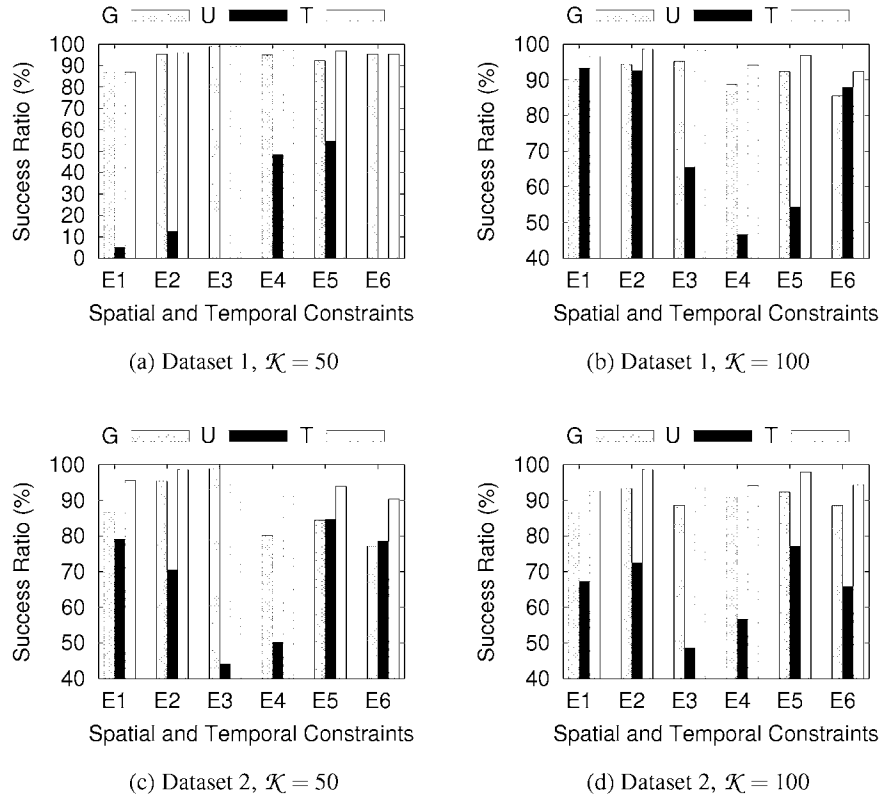 G U T
Success Ratio (%)
100
90
80
70
60
50
40
30
20
10
0
E1 E2 E3 E4 E5 E6
Spatial and Temporal Constraints
(a) Dataset 1, 𝒦 = 50
G U T
Success Ratio (%)
100
90
80
70
60
50
40
E1 E2 E3 E4 E5 E6
Spatial and Temporal Constraints
(b) Dataset 1, 𝒦 = 100
G U T
Success Ratio (%)
100
90
80
70
60
50
40
E1 E2 E3 E4 E5 E6
Spatial and Temporal Constraints
(c) Dataset 2, 𝒦 = 50
G U T
Success Ratio (%)
100
90
80
70
60
50
40
E1 E2 E3 E4 E5 E6
Spatial and Temporal Constraints
(d) Dataset 2, 𝒦 = 100